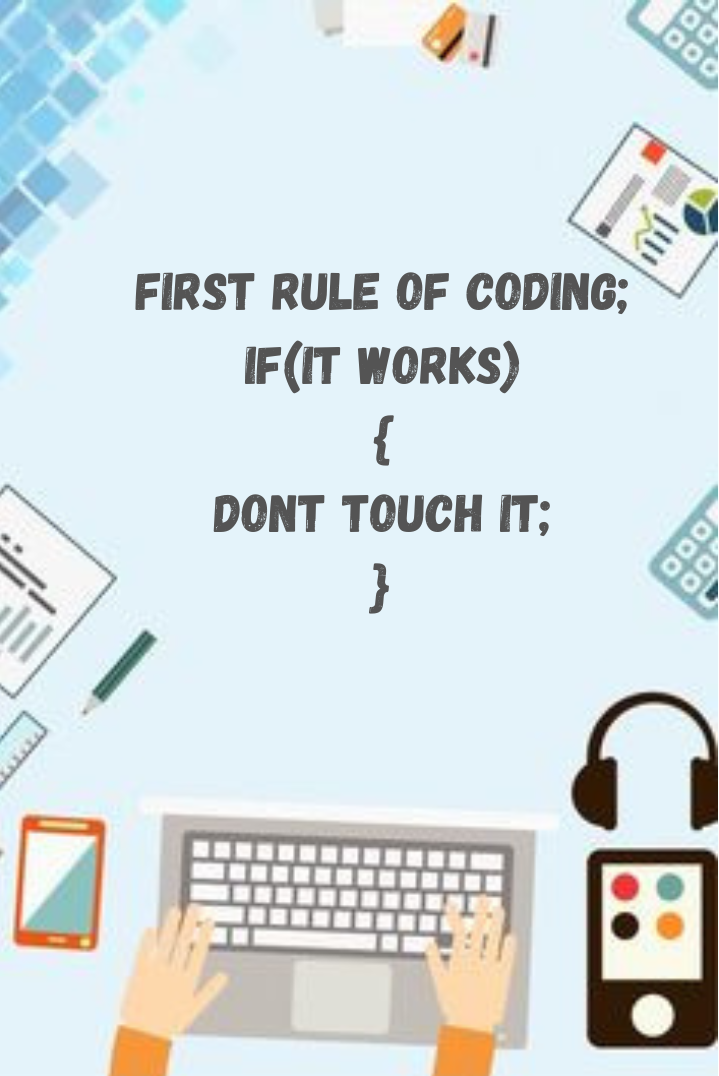 FIRST RULE OF CODING;
IF(IT WORKS)
{
DONT TOUCH IT;
}